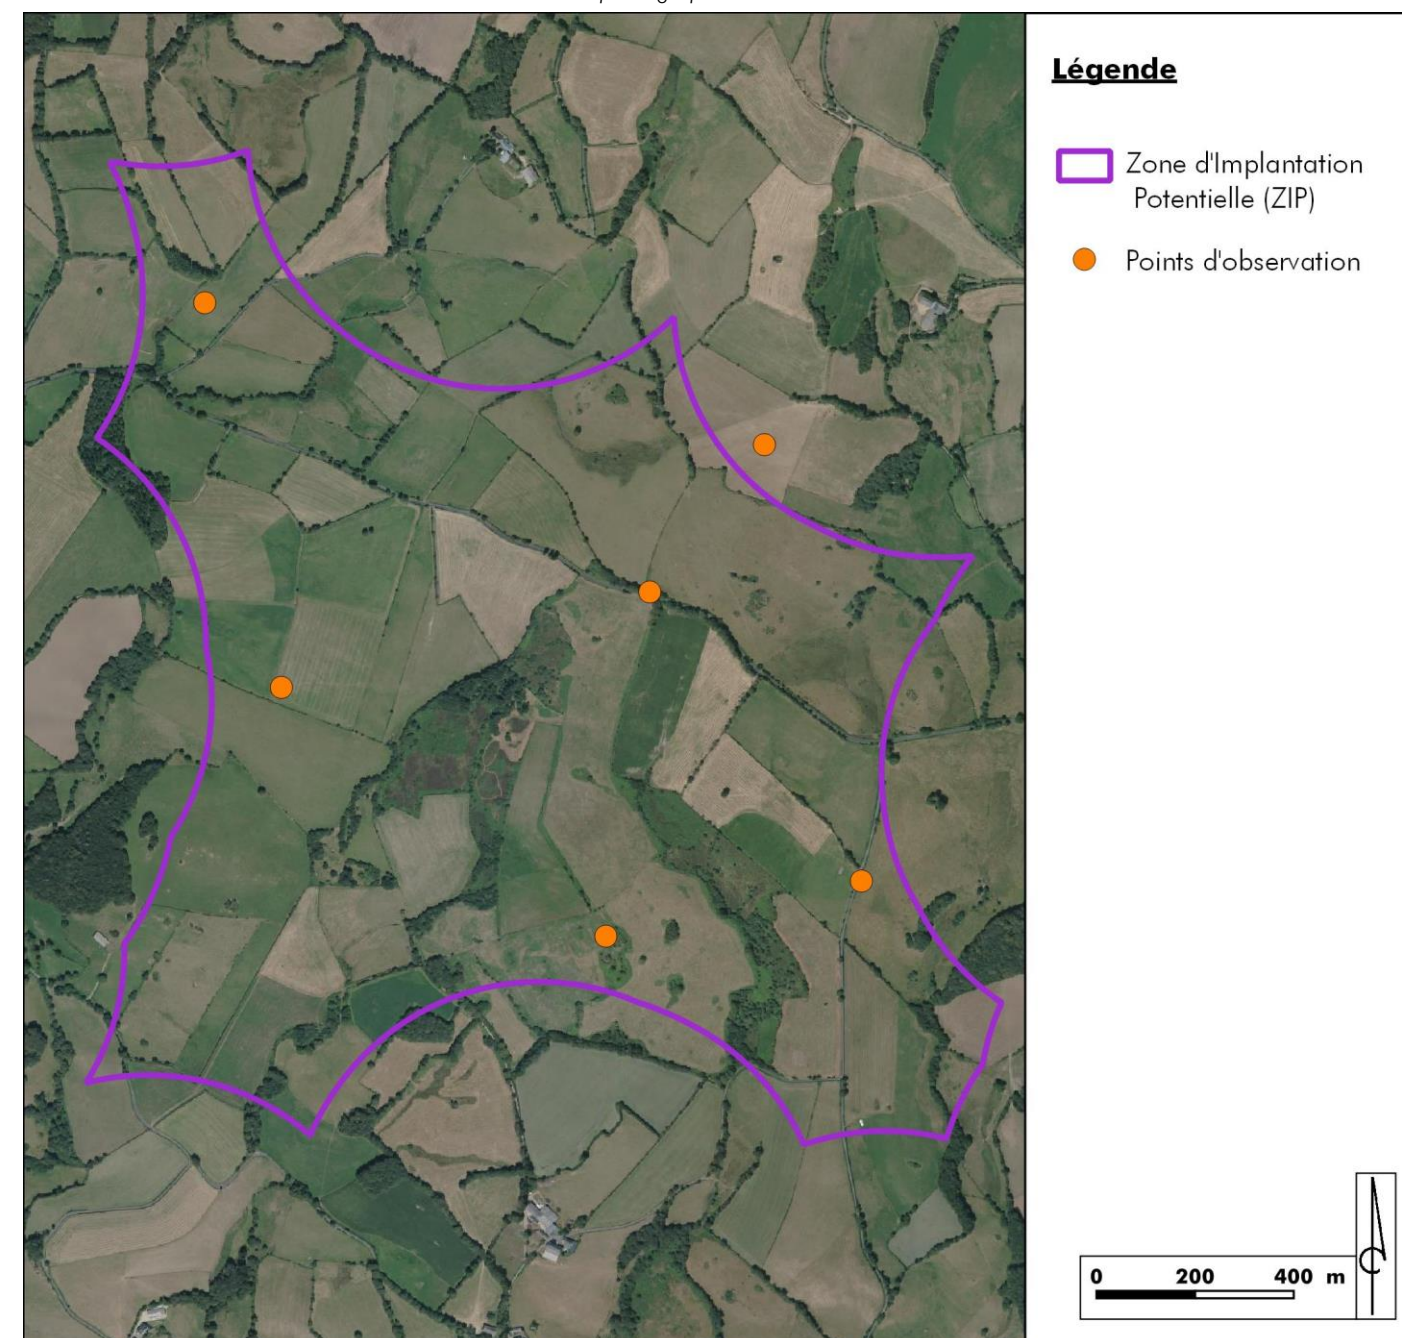 Légende
Zone d'Implantation
Potentielle (ZIP)
Points d'observation
0 200 400 m